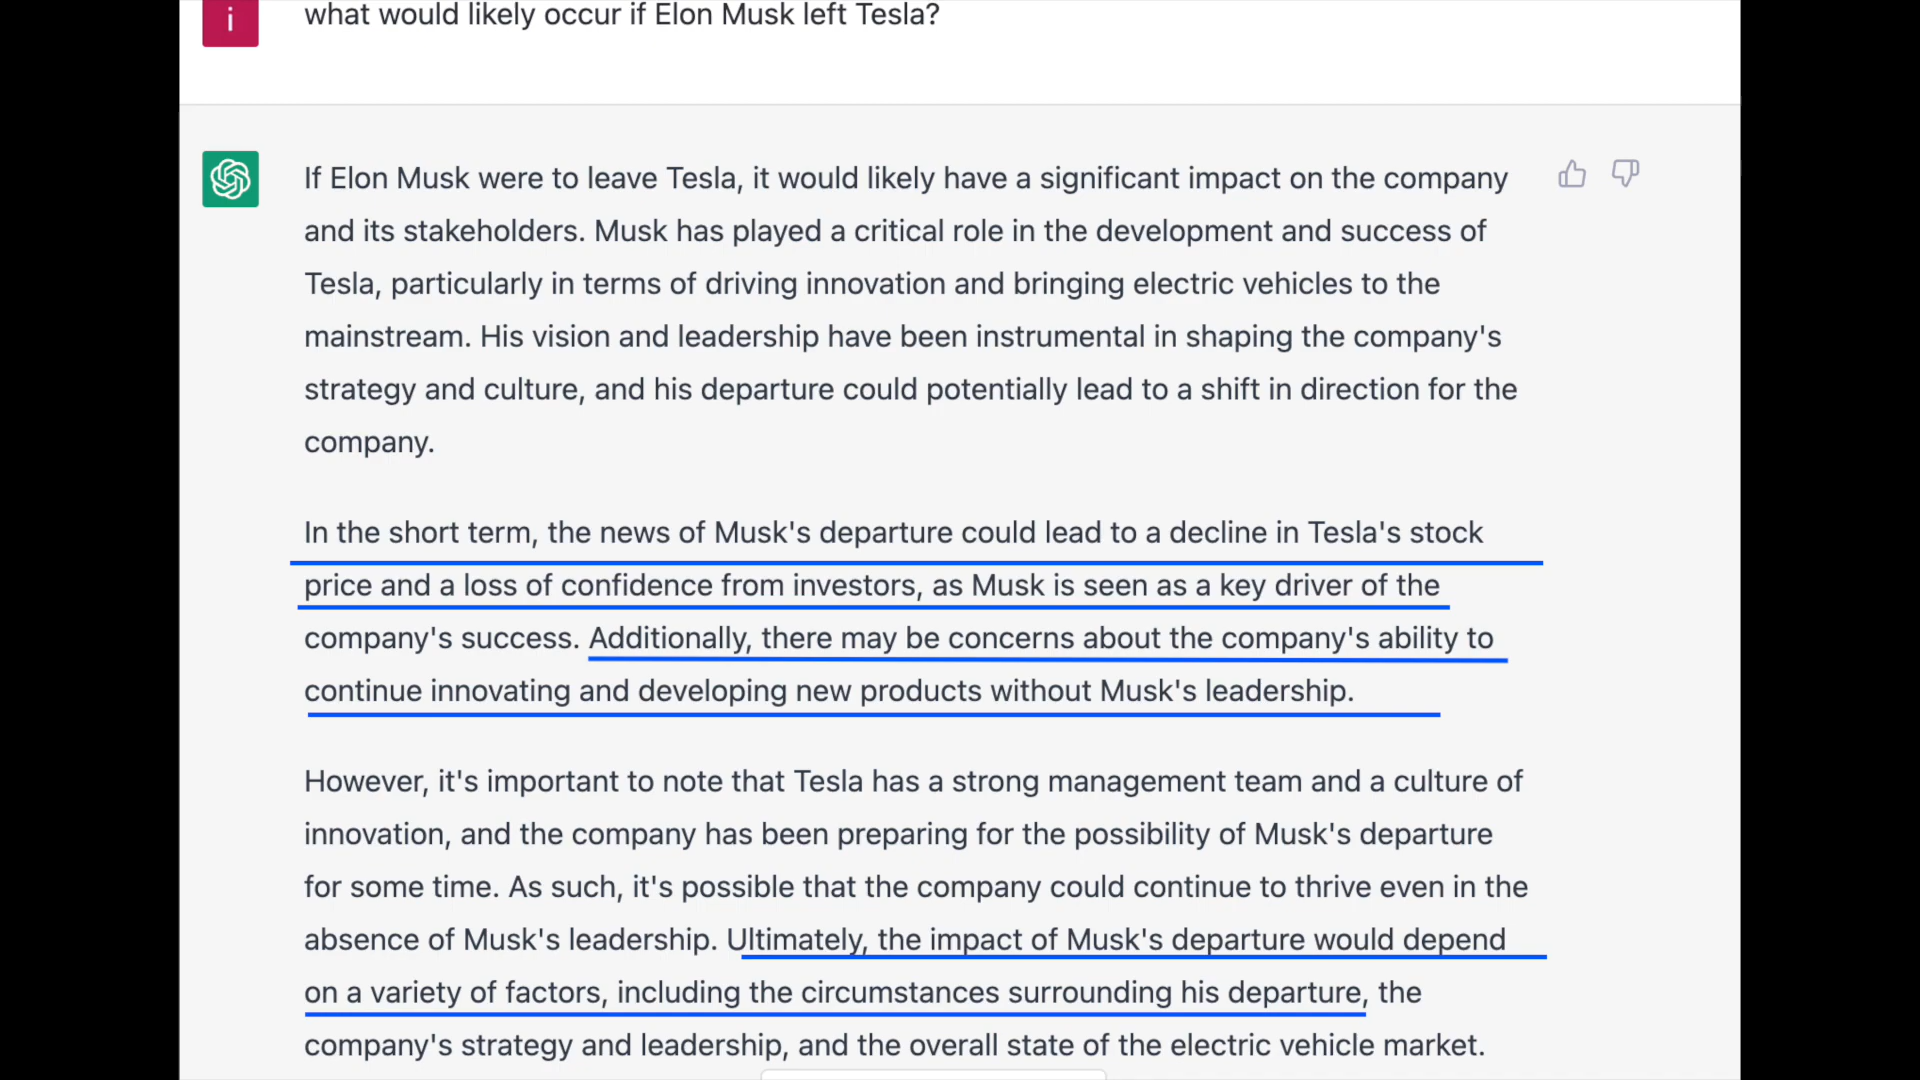 i
what would likely occur if Elon Musk left Tesla?
If Elon Musk were to leave Tesla, it would likely have a significant impact on the company
and its stakeholders. Musk has played a critical role in the development and success of
Tesla, particularly in terms of driving innovation and bringing electric vehicles to the
mainstream. His vision and leadership have been instrumental in shaping the company's
strategy and culture, and his departure could potentially lead to a shift in direction for the
company.
In the short term, the news of Musk's departure could lead to a decline in Tesla's stock
price and a loss of confidence from investors, as Musk is seen as a key driver of the
company's success. Additionally, there may be concerns about the company's ability to
continue innovating and developing new products without Musk's leadership.
However, it's important to note that Tesla has a strong management team and a culture of
innovation, and the company has been preparing for the possibility of Musk's departure
for some time. As such, it's possible that the company could continue to thrive even in the
absence of Musk's leadership. Ultimately, the impact of Musk's departure would depend
on a variety of factors, including the circumstances surrounding his departure, the
company's strategy and leadership, and the overall state of the electric vehicle market.